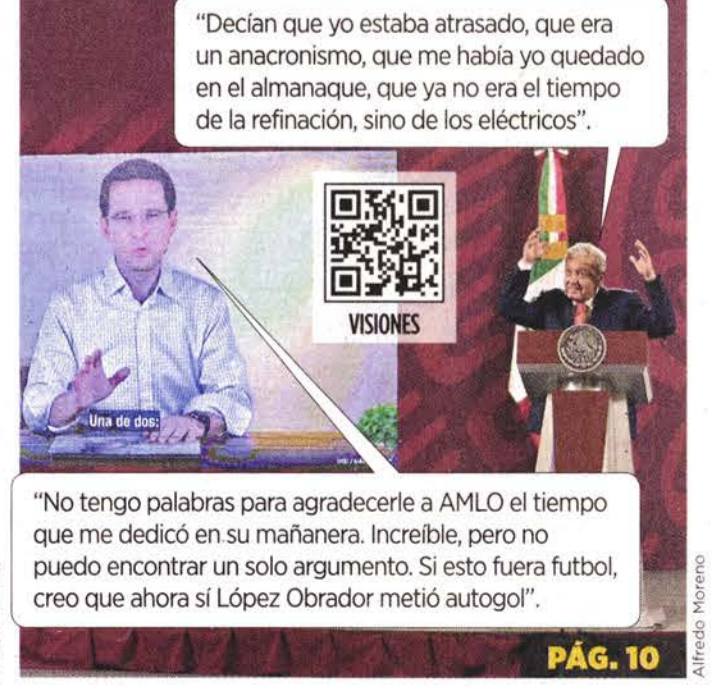 “Decían que yo estaba atrasado, que era
un anacronismo, que me había yo quedado
en el almanaque, que ya no era el tiempo
de la refinación, sino de los eléctricos”.
VISIONES
Una de dos:
“No tengo palabras para agradecerle a AMLO el tiempo
que me dedicó en su mañanera. Increíble, pero no
puedo encontrar un solo argumento. Si esto fuera futbol,
creo que ahora sí López Obrador metió autogol”.
PÁG. 10
Alfredo Moreno